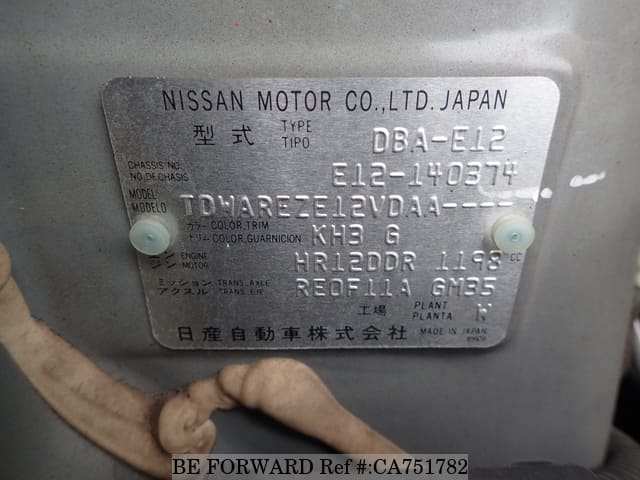 NISSAN MOTOR CO.,LTD. JAPAN
型式 TYPE TIPO DBA-E12
CHASSIS NO. NO.DE.CHASIS E12-140374
MODEL MODELO TDWAREZE12VDAA----
カラー COLOR,TRIM トリム COLOR,GUARNICION KH3 G
エンジン ENGINE MOTOR HR12DDR 1198 CC
ミッション アクスル TRANS. AXLE TRANS. EJE RE0F11A GM35
工場 PLANT PLANTA W
日産自動車株式会社 MADE IN JAPAN
BE FORWARD Ref #:CA751782